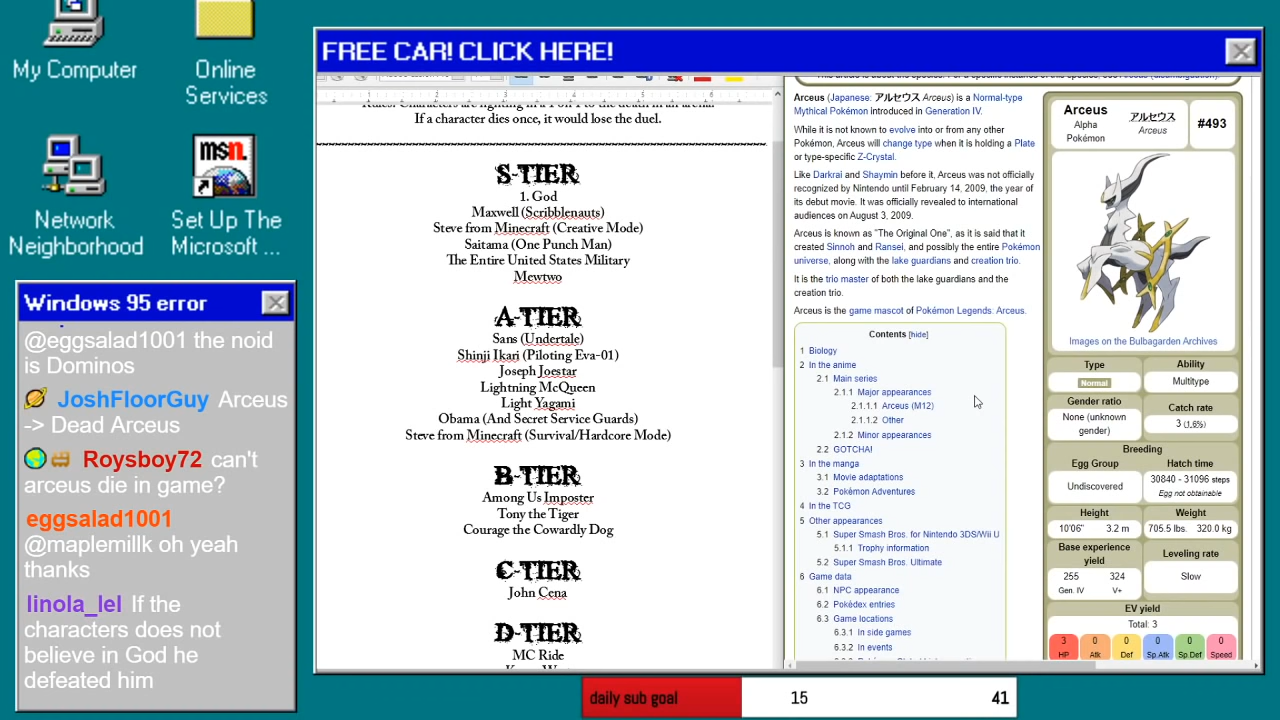 My Computer
Online
Services
Network
Neighborhood
msn.
Set Up The
Microsoft ...
Windows 95 error
@eggsalad1001 the noid
is Dominos
JoshFloorGuy Arceus
-> Dead Arceus
Roysboy72 can't
arceus die in game?
eggsalad1001
@maplemillk oh yeah
thanks
linola_lel If the
characters does not
believe in God he
defeated him
FREE CAR! CLICK HERE!
If a character dies once, it would lose the duel.
S-TIER
1. God
Maxwell (Scribblenauts)
Steve from Minecraft (Creative Mode)
Saitama (One Punch Man)
The Entire United States Military
Mewtwo
A-TIER
Sans (Undertale)
Shinji Ikari (Piloting Eva-01)
Joseph Joestar
Lightning McQueen
Light Yagami
Obama (And Secret Service Guards)
Steve from Minecraft (Survival/Hardcore Mode)
B-TIER
Among Us Imposter
Tony the Tiger
Courage the Cowardly Dog
C-TIER
John Cena
D-TIER
MC Ride
Arceus (Japanese: アルセウス Arceus) is a Normal-type
Mythical Pokémon introduced in Generation IV.
While it is not known to evolve into or from any other
Pokémon, Arceus will change type when it is holding a Plate
or type-specific Z-Crystal.
Like Darkrai and Shaymin before it, Arceus was not officially
recognized by Nintendo until February 14, 2009, the year of
its debut movie. It was officially revealed to international
audiences on August 3, 2009.
Arceus is known as "The Original One", as it is said that it
created Sinnoh and Ransei, and possibly the entire Pokémon
universe, along with the lake guardians and creation trio.
It is the trio master of both the lake guardians and the
creation trio.
Arceus is the game mascot of Pokémon Legends: Arceus.
Contents [hide]
1 Biology
2 In the anime
2.1 Main series
2.1.1 Major appearances
2.1.1.1 Arceus (M12)
2.1.1.2 Other
2.1.2 Minor appearances
2.2 GOTCHA!
3 In the manga
3.1 Movie adaptations
3.2 Pokémon Adventures
4 In the TCG
5 Other appearances
5.1 Super Smash Bros. for Nintendo 3DS/Wii U
5.1.1 Trophy information
5.2 Super Smash Bros. Ultimate
6 Game data
6.1 NPC appearance
6.2 Pokédex entries
6.3 Game locations
6.3.1 In side games
6.3.2 In events
Arceus
Alpha
Pokémon
アルセウス
Arceus
#493
Images on the Bulbagarden Archives
Type
Normal
Ability
Multitype
Gender ratio
None (unknown
gender)
Catch rate
3 (1.6%)
Breeding
Egg Group
Undiscovered
Hatch time
30840 - 31096 steps
Egg not obtainable
Height
10'06" 3.2 m
Weight
705.5 lbs. 320.0 kg
Base experience
yield
255 324
Gen. IV V+
Leveling rate
Slow
EV yield
Total: 3
3 0 0 0 0 0
HP Atk Def Sp.Atk Sp.Def Speed
daily sub goal 15 41